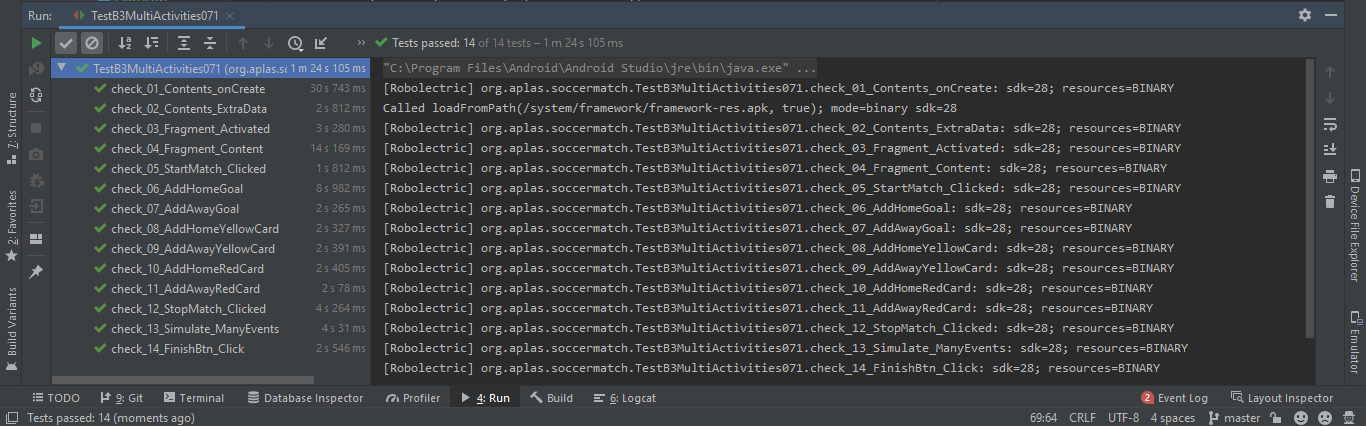 Run: TestB3MultiActivities071
Tests passed: 14 of 14 tests – 1 m 24 s 105 ms
TestB3MultiActivities071 (org.aplas.so 1 m 24 s 105 ms
check_01_Contents_onCreate 30 s 743 ms
check_02_Contents_ExtraData 2 s 812 ms
check_03_Fragment_Activated 3 s 280 ms
check_04_Fragment_Content 14 s 169 ms
check_05_StartMatch_Clicked 1 s 812 ms
check_06_AddHomeGoal 8 s 982 ms
check_07_AddAwayGoal 2 s 265 ms
check_08_AddHomeYellowCard 2 s 327 ms
check_09_AddAwayYellowCard 2 s 391 ms
check_10_AddHomeRedCard 2 s 405 ms
check_11_AddAwayRedCard 2 s 78 ms
check_12_StopMatch_Clicked 4 s 264 ms
check_13_Simulate_ManyEvents 4 s 31 ms
check_14_FinishBtn_Click 2 s 546 ms
"C:\Program Files\Android\Android Studio\jre\bin\java.exe" ...
[Robolectric] org.aplas.soccermatch.TestB3MultiActivities071.check_01_Contents_onCreate: sdk=28; resources=BINARY
Called loadFromPath(/system/framework/framework-res.apk, true); mode=binary sdk=28
[Robolectric] org.aplas.soccermatch.TestB3MultiActivities071.check_02_Contents_ExtraData: sdk=28; resources=BINARY
[Robolectric] org.aplas.soccermatch.TestB3MultiActivities071.check_03_Fragment_Activated: sdk=28; resources=BINARY
[Robolectric] org.aplas.soccermatch.TestB3MultiActivities071.check_04_Fragment_Content: sdk=28; resources=BINARY
[Robolectric] org.aplas.soccermatch.TestB3MultiActivities071.check_05_StartMatch_Clicked: sdk=28; resources=BINARY
[Robolectric] org.aplas.soccermatch.TestB3MultiActivities071.check_06_AddHomeGoal: sdk=28; resources=BINARY
[Robolectric] org.aplas.soccermatch.TestB3MultiActivities071.check_07_AddAwayGoal: sdk=28; resources=BINARY
[Robolectric] org.aplas.soccermatch.TestB3MultiActivities071.check_08_AddHomeYellowCard: sdk=28; resources=BINARY
[Robolectric] org.aplas.soccermatch.TestB3MultiActivities071.check_09_AddAwayYellowCard: sdk=28; resources=BINARY
[Robolectric] org.aplas.soccermatch.TestB3MultiActivities071.check_10_AddHomeRedCard: sdk=28; resources=BINARY
[Robolectric] org.aplas.soccermatch.TestB3MultiActivities071.check_11_AddAwayRedCard: sdk=28; resources=BINARY
[Robolectric] org.aplas.soccermatch.TestB3MultiActivities071.check_12_StopMatch_Clicked: sdk=28; resources=BINARY
[Robolectric] org.aplas.soccermatch.TestB3MultiActivities071.check_13_Simulate_ManyEvents: sdk=28; resources=BINARY
[Robolectric] org.aplas.soccermatch.TestB3MultiActivities071.check_14_FinishBtn_Click: sdk=28; resources=BINARY
7: Structure
2: Favorites
Build Variants
Device File Explorer
Emulator
TODO 9: Git Terminal Database Inspector Profiler 4: Run Build 6: Logcat 2 Event Log Layout Inspector
Tests passed: 14 (moments ago) 69:64 CRLF UTF-8 4 spaces master